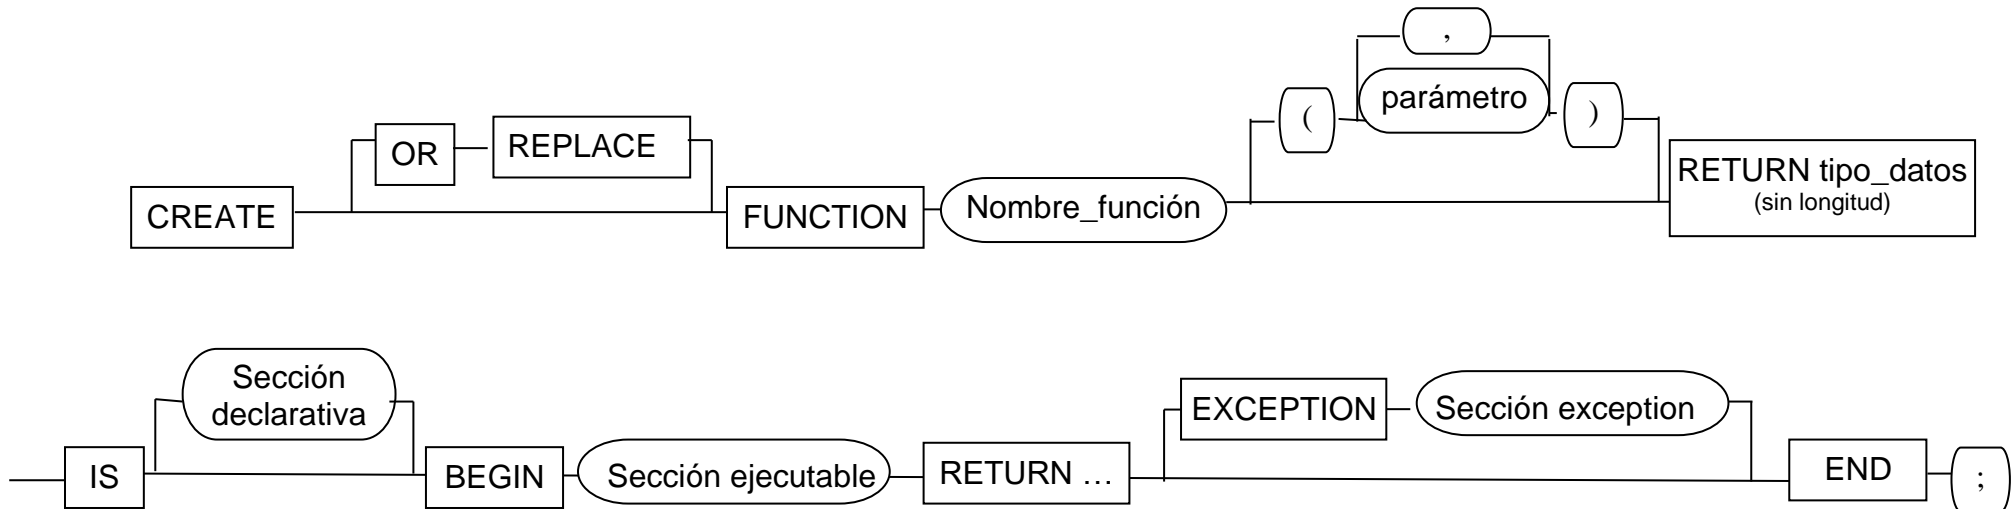 ,
( parámetro )
OR REPLACE
CREATE FUNCTION Nombre_función RETURN tipo_datos
(sin longitud)
Sección
declarativa
EXCEPTION Sección exception
IS BEGIN Sección ejecutable RETURN … END ;